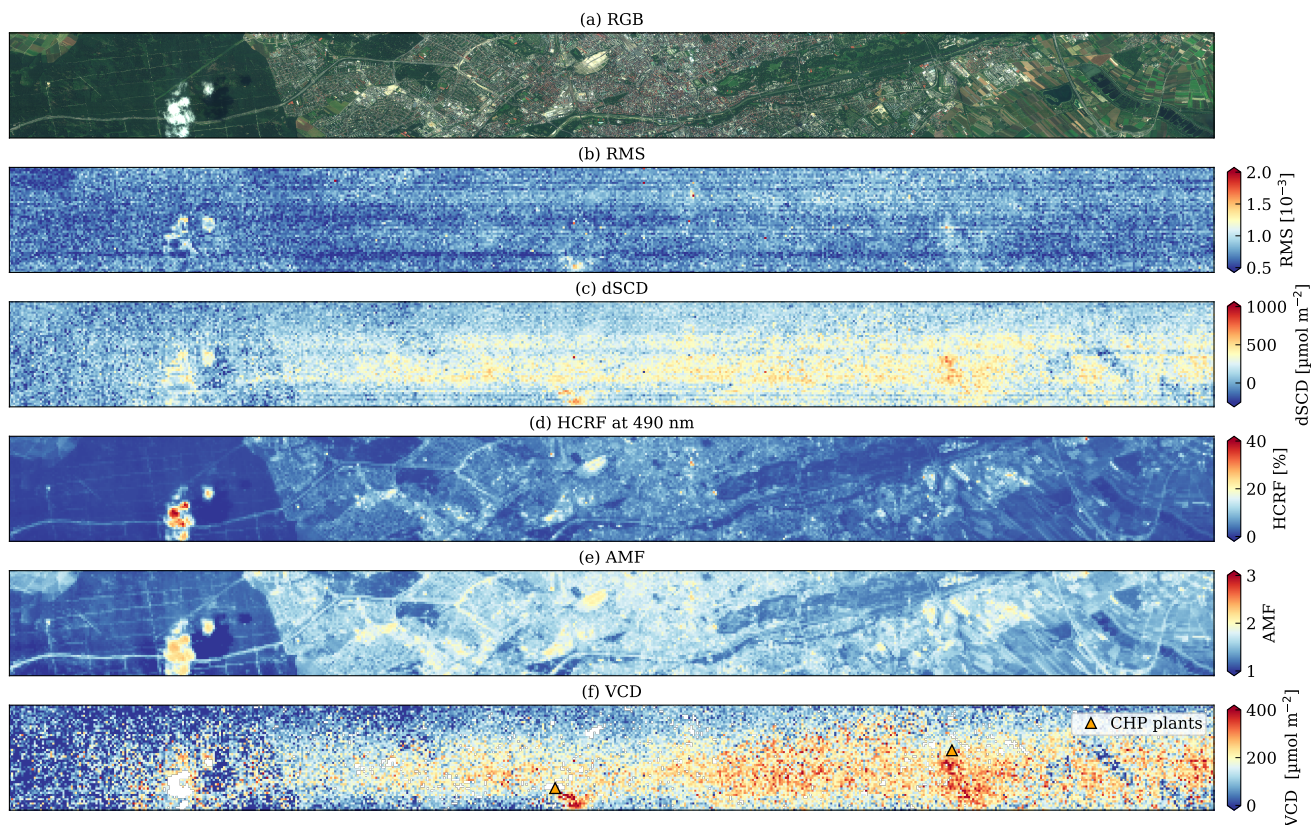 (a) RGB
(b) RMS
2.0
1.5
1.0
0.5
RMS [10⁻³]
(c) dSCD
1000
500
0
dSCD [µmol m⁻²]
(d) HCRF at 490 nm
40
20
0
HCRF [%]
(e) AMF
3
2
1
AMF
(f) VCD
CHP plants
400
200
0
VCD [µmol m⁻²]